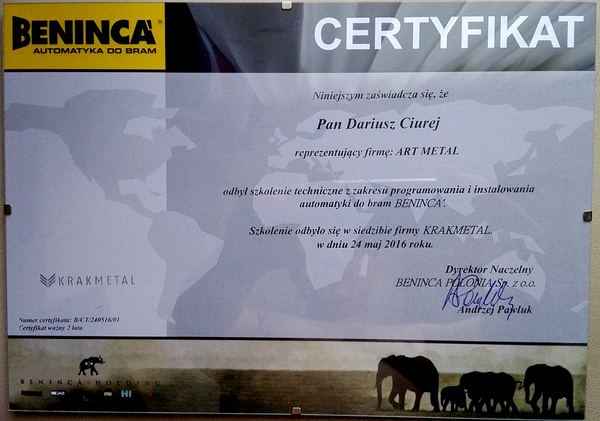 BENINCA'
AUTOMATYKA DO BRAM
CERTYFIKAT
Niniejszym zaświadcza się, że
Pan Dariusz Ciurej
reprezentujący firmę: ART METAL
odbył szkolenie techniczne z zakresu programowania i instalowania
automatyki do bram BENINCA'.
Szkolenie odbyło się w siedzibie firmy KRAKMETAL.
w dniu 24 maj 2016 roku.
KRAKMETAL
Dyrektor Naczelny
BENINCA POLONIA Sp. z o.o.
Andrzej Pawluk
Numer certyfikata: B/CT/240516/01
Certyfikat ważny 2 lata
BENINCA-HOLDING
HI